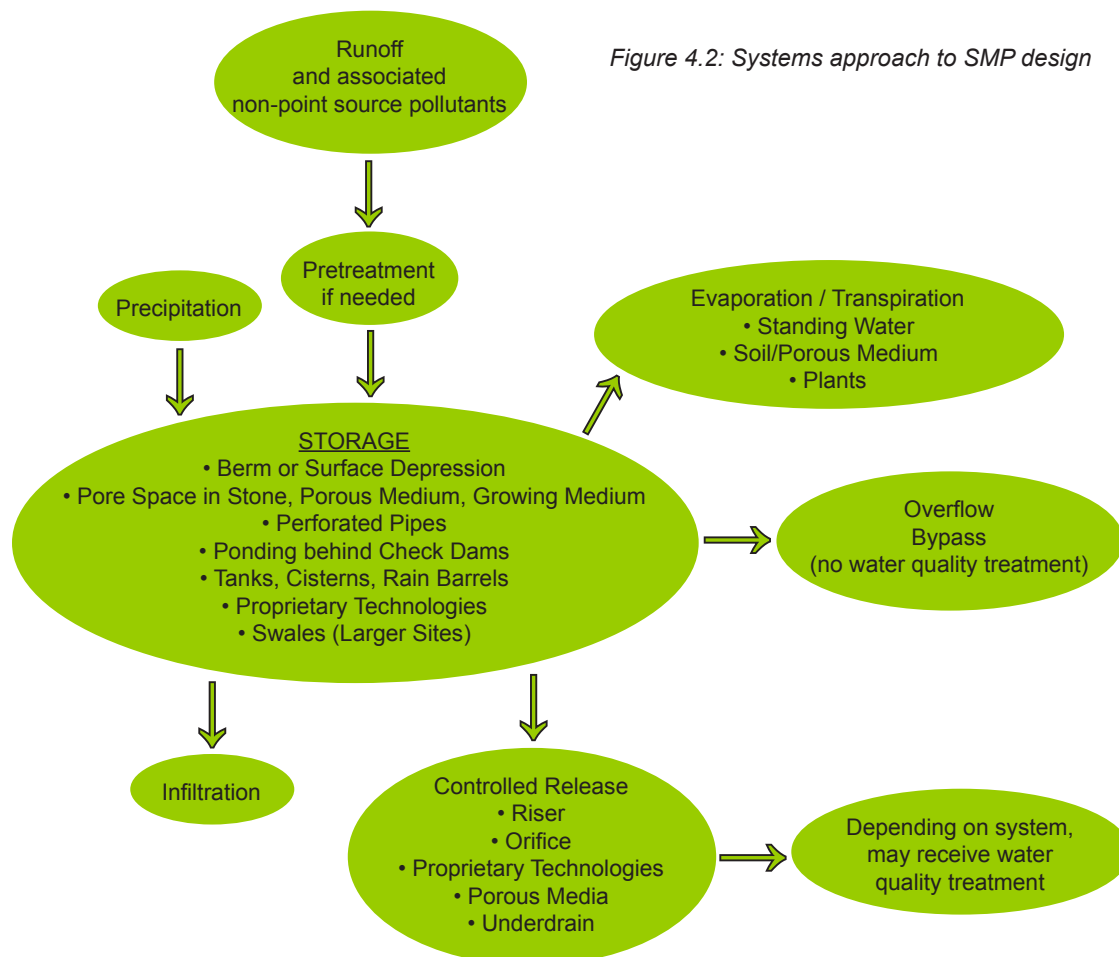 Runoff
and associated
non-point source pollutants
Figure 4.2: Systems approach to SMP design
Precipitation
Pretreatment
if needed
Evaporation / Transpiration
• Standing Water
• Soil/Porous Medium
• Plants
STORAGE
• Berm or Surface Depression
• Pore Space in Stone, Porous Medium, Growing Medium
• Perforated Pipes
• Ponding behind Check Dams
• Tanks, Cisterns, Rain Barrels
• Proprietary Technologies
• Swales (Larger Sites)
Overflow
Bypass
(no water quality treatment)
Infiltration
Controlled Release
• Riser
• Orifice
• Proprietary Technologies
• Porous Media
• Underdrain
Depending on system,
may receive water
quality treatment